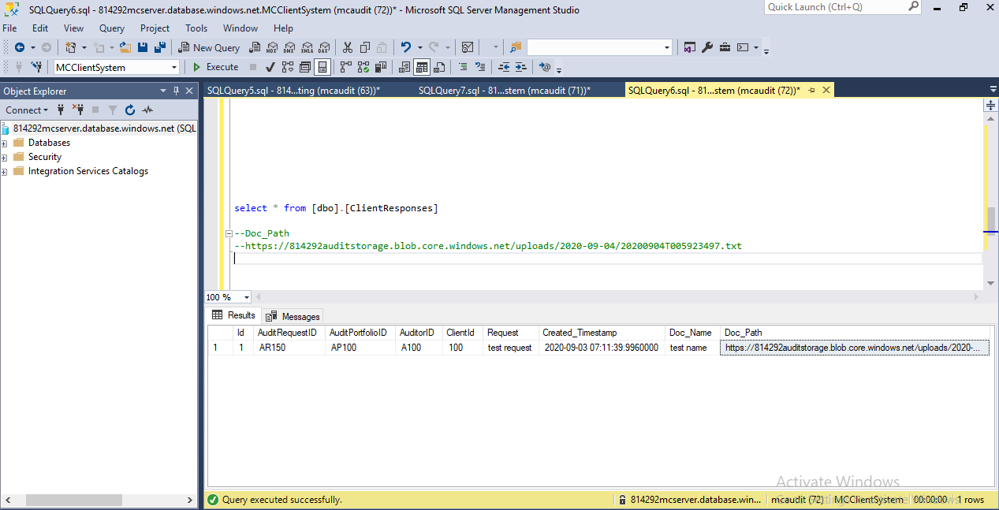 SQLQuery6.sql - 814292mcserver.database.windows.net.MCClientSystem (mcaudit (72))* - Microsoft SQL Server Management Studio
Quick Launch (Ctrl+Q)
File Edit View Query Project Tools Window Help
New Query
MDX DMX XMLA DAX
MCClientSystem
Execute
Object Explorer
SQLQuery5.sql - 814...ting (mcaudit (63))*
SQLQuery7.sql - 81...stem (mcaudit (71))*
SQLQuery6.sql - 81...stem (mcaudit (72))*
Connect
814292mcserver.database.windows.net (SQL
Databases
Security
Integration Services Catalogs
select * from [dbo].[ClientResponses]
--Doc_Path
--https://814292auditstorage.blob.core.windows.net/uploads/2020-09-04/20200904T005923497.txt
100 %
Results Messages
Id AuditRequestID AuditPortfolioID AuditorID ClientId Request Created_Timestamp Doc_Name Doc_Path
1 1 AR150 AP100 A100 100 test request 2020-09-03 07:11:39.9960000 test name https://814292auditstorage.blob.core.windows.net/uploads/2020-...
Activate Windows
Query executed successfully.
814292mcserver.database.win... mcaudit (72) MCClientSystem 00:00:00 1 rows